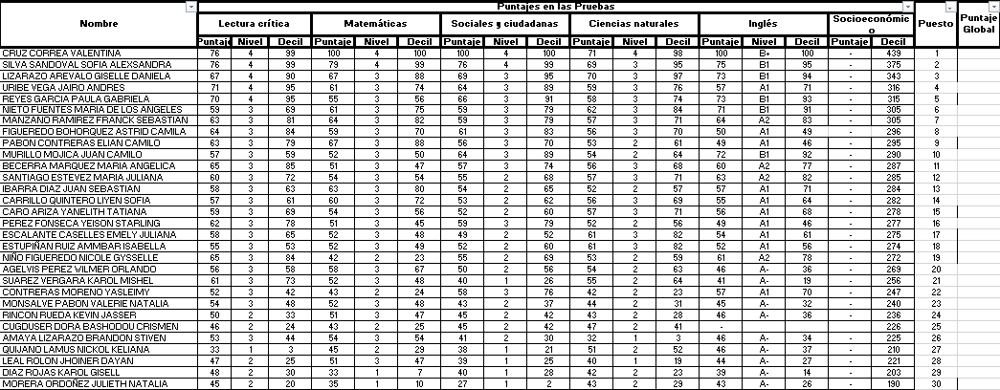 Puntajes en las Pruebas
Nombre Lectura crítica Matemáticas Sociales y ciudadanas Ciencias naturales Inglés Socioeconómico Puesto Puntaje Global
Puntaje Nivel Decil Puntaje Nivel Decil Puntaje Nivel Decil Puntaje Nivel Decil Puntaje Nivel Decil Puntaje Decil
CRUZ CORREA VALENTINA 76 4 99 100 4 100 100 4 100 71 4 98 100 B+ 100 - 439 1
SILVA SANDOVAL SOFIA ALEXSANDRA 76 4 99 79 4 99 76 4 99 69 3 95 75 B1 95 - 375 2
LIZARAZO AREVALO GISELLE DANIELA 67 4 90 67 3 88 69 3 95 70 3 97 73 B1 94 - 343 3
URIBE VEGA JAIRO ANDRES 71 4 95 61 3 74 64 3 89 59 3 76 57 A1 71 - 316 4
REYES GARCIA PAULA GABRIELA 70 4 95 55 3 56 66 3 91 58 3 74 73 B1 93 - 315 5
NIETO FUENTES MARIA DE LOS ANGELES 59 3 69 61 3 75 59 3 79 62 3 84 71 B1 91 - 305 6
MANZANO RAMIREZ FRANCK SEBASTIAN 63 3 81 64 3 82 59 3 79 57 3 71 64 A2 83 - 305 7
FIGUEREDO BOHORQUEZ ASTRID CAMILA 64 3 84 59 3 70 61 3 83 56 3 70 50 A1 49 - 296 8
PABON CONTRERAS ELIAN CAMILO 63 3 79 67 3 88 56 3 70 53 2 61 49 A1 46 - 295 9
MURILLO MOJICA JUAN CAMILO 57 3 59 52 3 50 64 3 89 54 2 64 72 B1 92 - 290 10
BECERRA MARQUEZ MARIA ANGELICA 65 3 85 51 3 47 57 3 74 56 3 68 60 A2 77 - 287 11
SANTIAGO ESTEVEZ MARIA JULIANA 60 3 72 54 3 54 55 2 68 57 3 71 63 A2 82 - 285 12
IBARRA DIAZ JUAN SEBASTIAN 58 3 63 63 3 80 54 2 65 52 2 57 57 A1 71 - 284 13
CARRILLO QUINTERO LIYEN SOFIA 57 3 61 60 3 72 53 2 62 56 3 69 55 A1 64 - 282 14
CARO ARIZA YANELITH TATIANA 59 3 69 54 3 56 52 2 60 57 3 71 56 A1 68 - 278 15
PEREZ FONSECA YEISON STARLING 62 3 78 51 3 45 59 3 79 52 2 56 49 A1 46 - 277 16
ESCALANTE CASELLES EMELY JULIANA 58 3 65 52 3 48 49 2 52 61 3 82 54 A1 61 - 275 17
ESTUPIÑAN RUIZ AMMBAR ISABELLA 55 3 53 52 3 49 52 2 60 61 3 82 52 A1 56 - 274 18
NIÑO FIGUEREDO NICOLE GYSSELLE 65 3 84 42 2 23 55 2 69 53 2 59 61 A2 78 - 272 19
AGELVIS PEREZ WILMER ORLANDO 56 3 58 58 3 67 50 2 56 54 2 63 46 A- 36 - 269 20
SUAREZ VERGARA KAROL MISHEL 61 3 73 52 3 48 40 1 26 55 2 64 41 A- 19 - 256 21
CONTRERAS MORENO YASLEIMY 52 3 42 43 2 24 58 3 76 42 2 23 57 A1 70 - 247 22
MONSALVE PABON VALERIE NATALIA 54 3 48 52 3 48 43 2 37 44 2 31 45 A- 32 - 240 23
RINCON RUEDA KEVIN JASSER 50 2 33 51 3 47 45 2 42 43 2 28 46 A- 36 - 236 24
CUGDUSER DORA BASHODOU CRISMEN 46 2 24 43 2 25 45 2 42 47 2 41 - 226 25
AMAYA LIZARAZO BRANDON STIVEN 53 3 44 54 3 54 41 2 30 32 1 3 46 A- 34 - 225 26
QUIJANO LAMUS NICKOL KELIANA 33 1 3 45 2 29 38 1 21 51 2 52 46 A- 37 - 210 27
LEAL ROLON JHOINER DAYAN 47 2 25 51 3 47 39 1 25 40 1 19 44 A- 27 - 221 28
DIAZ ROJAS KAROL GISELL 48 2 30 33 1 7 40 1 28 42 2 23 39 A- 14 - 203 29
MORERA ORDOÑEZ JULIETH NATALIA 45 2 20 35 1 10 27 1 2 43 2 29 43 A- 26 - 190 30